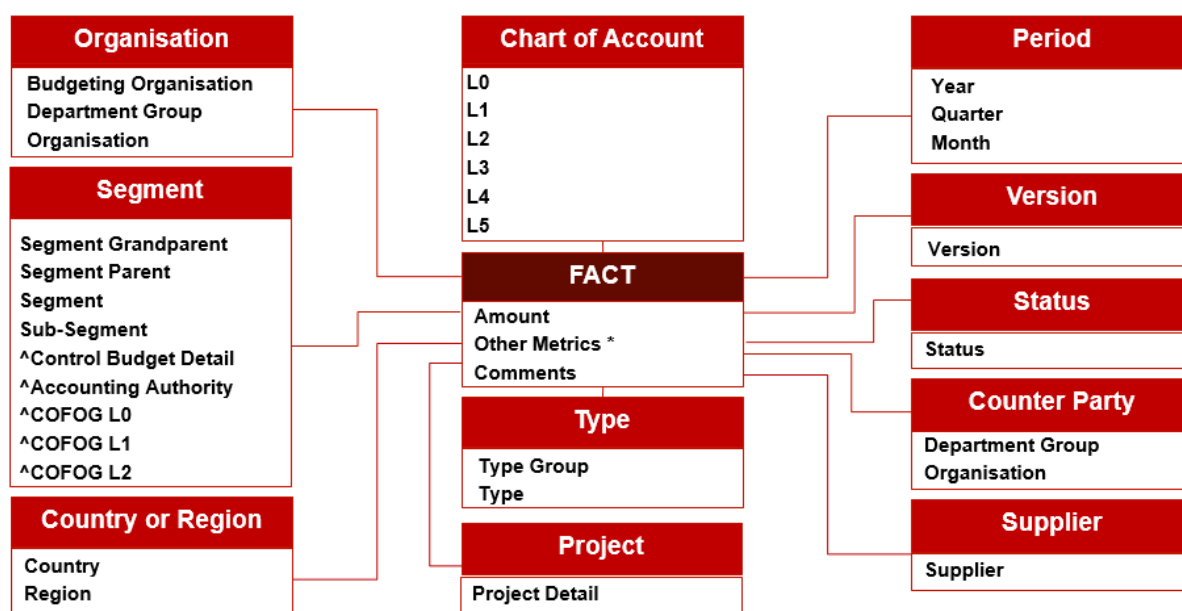 Organisation
Budgeting Organisation
Department Group
Organisation
Segment
Segment Grandparent
Segment Parent
Segment
Sub-Segment
^Control Budget Detail
^Accounting Authority
^COFOG L0
^COFOG L1
^COFOG L2
Country or Region
Country
Region
Chart of Account
L0
L1
L2
L3
L4
L5
FACT
Amount
Other Metrics *
Comments
Type
Type Group
Type
Project
Project Detail
Period
Year
Quarter
Month
Version
Version
Status
Status
Counter Party
Department Group
Organisation
Supplier
Supplier